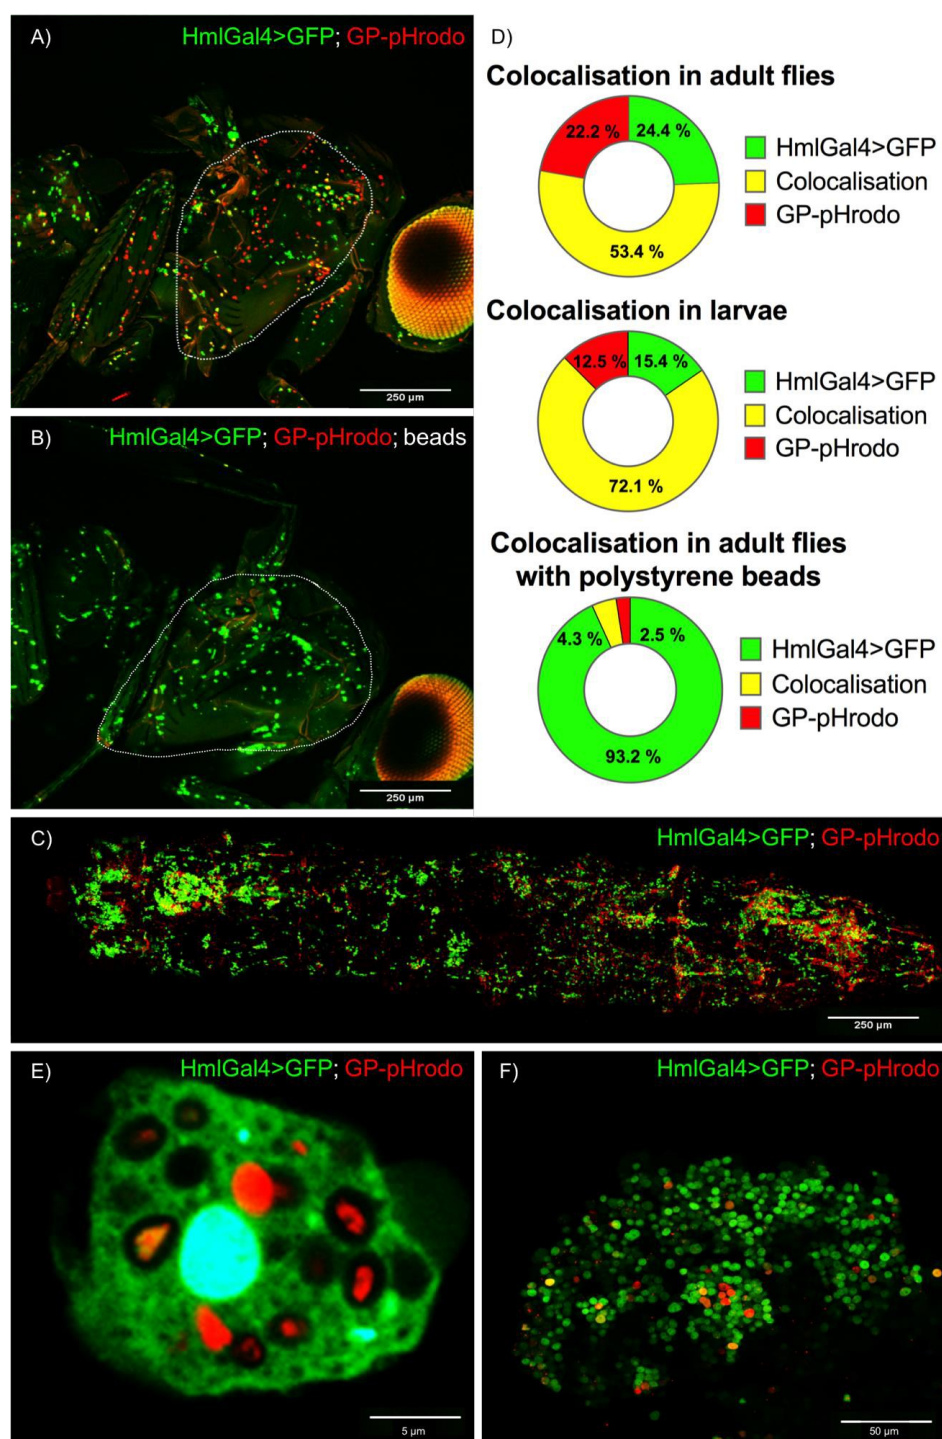 A)
HmlGal4>GFP; GP-pHrodo
250 µm
B)
HmlGal4>GFP; GP-pHrodo; beads
250 µm
D)
Colocalisation in adult flies
22.2 %
24.4 %
53.4 %
HmlGal4>GFP
Colocalisation
GP-pHrodo
Colocalisation in larvae
12.5 %
15.4 %
72.1 %
HmlGal4>GFP
Colocalisation
GP-pHrodo
Colocalisation in adult flies
with polystyrene beads
4.3 %
2.5 %
93.2 %
HmlGal4>GFP
Colocalisation
GP-pHrodo
C)
HmlGal4>GFP; GP-pHrodo
250 µm
E)
HmlGal4>GFP; GP-pHrodo
5 µm
F)
HmlGal4>GFP; GP-pHrodo
50 µm